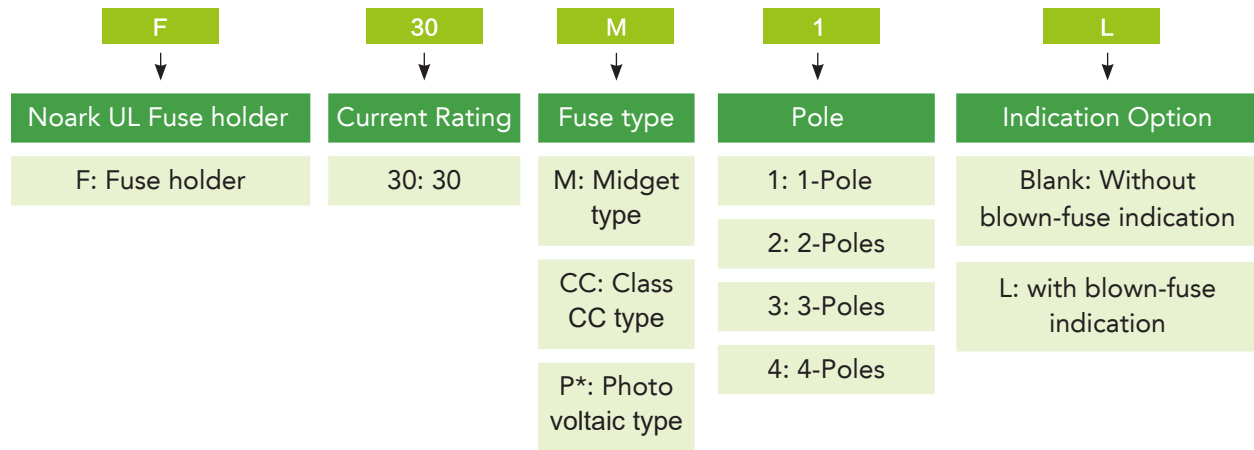 F
30
M
1
L
Noark UL Fuse holder
Current Rating
Fuse type
Pole
Indication Option
F: Fuse holder
30: 30
M: Midget
type
CC: Class
CC type
P*: Photo
voltaic type
1: 1-Pole
2: 2-Poles
3: 3-Poles
4: 4-Poles
Blank: Without
blown-fuse indication
L: with blown-fuse
indication